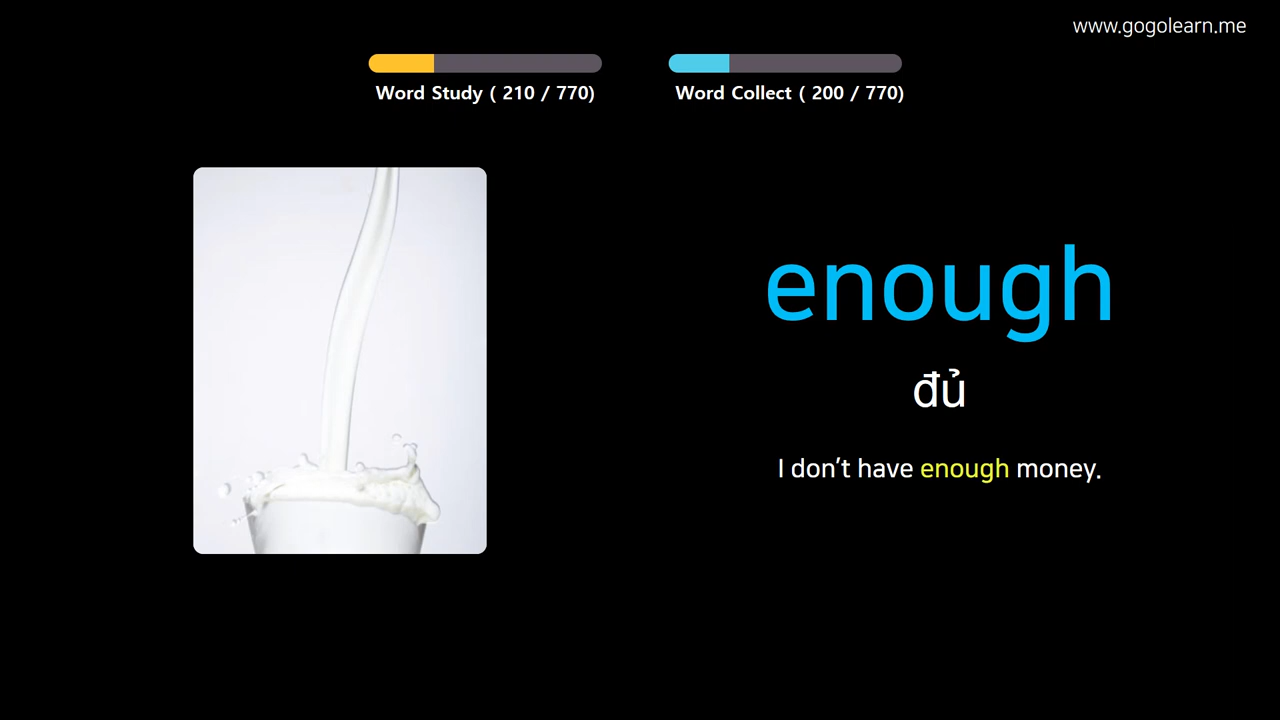 www.gogolearn.me
Word Study ( 210 / 770)
Word Collect ( 200 / 770)
enough
đủ
I don’t have enough money.